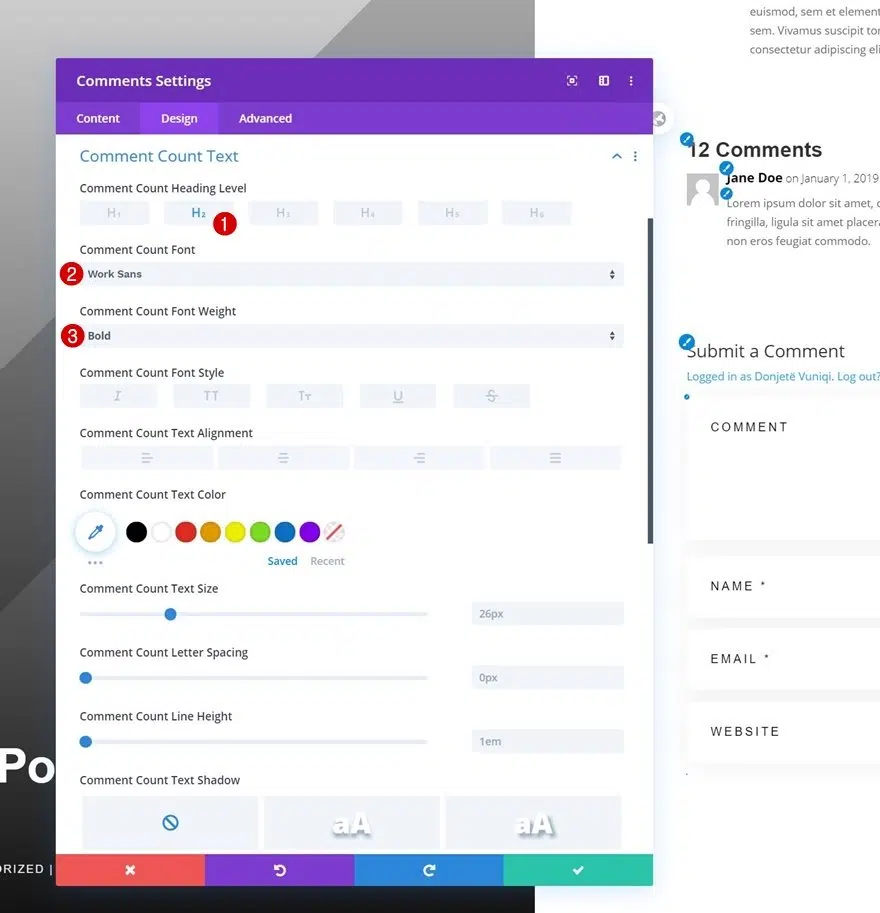 euismod, sem et element
sem. Vivamus suscipit tor
consectetur adipiscing eli
Comments Settings
Content Design Advanced
Comment Count Text
Comment Count Heading Level
H1 H2 H3 H4 H5 H6
1
Comment Count Font
2 Work Sans
Comment Count Font Weight
3 Bold
Comment Count Font Style
I TT TT U S
Comment Count Text Alignment
Comment Count Text Color
Saved Recent
Comment Count Text Size
26px
Comment Count Letter Spacing
0px
Comment Count Line Height
1em
Comment Count Text Shadow
aA aA
12 Comments
Jane Doe on January 1, 2019
Lorem ipsum dolor sit amet, c
fringilla, ligula sit amet placera
non eros feugiat commodo.
Submit a Comment
Logged in as Donjetë Vuniqi. Log out?
COMMENT
NAME *
EMAIL *
WEBSITE
Po
ORIZED |